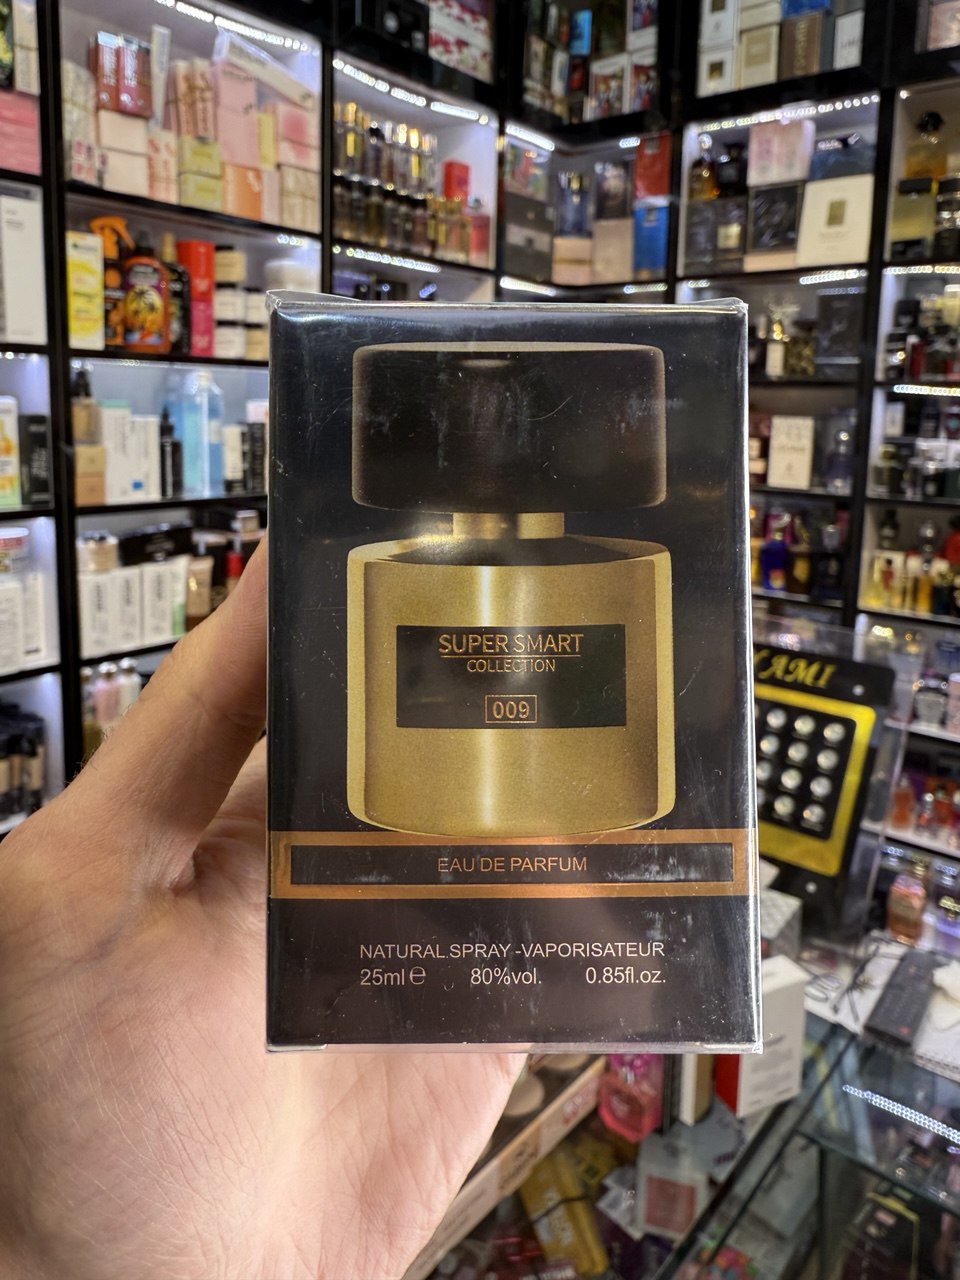 SUPER SMART
COLLECTION
009
EAU DE PARFUM
NATURAL SPRAY -VAPORISATEUR
25ml℮ 80%vol. 0.85fl.oz.